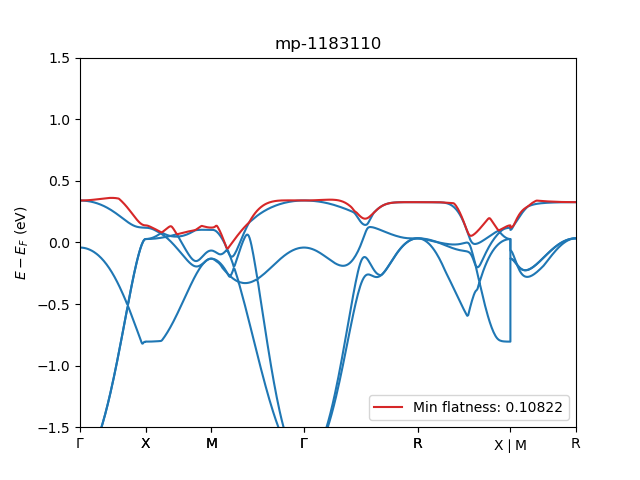 mp-1183110
1.5
1.0
0.5
0.0
−0.5
−1.0
−1.5
E − E_F (eV)
Min flatness: 0.10822
Γ X M Γ R X | M R